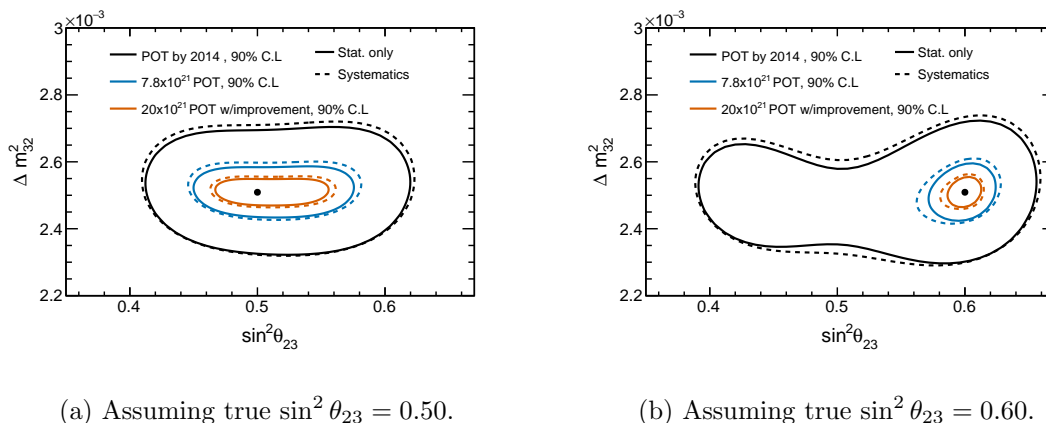 ×10⁻³
3
2.8
2.6
2.4
2.2
Δ m²₃₂
POT by 2014 , 90% C.L
7.8x10²¹ POT, 90% C.L
20x10²¹ POT w/improvement, 90% C.L
Stat. only
Systematics
0.4 0.5 0.6
sin²θ₂₃
(a) Assuming true sin² θ₂₃ = 0.50.
×10⁻³
3
2.8
2.6
2.4
2.2
Δ m²₃₂
POT by 2014 , 90% C.L
7.8x10²¹ POT, 90% C.L
20x10²¹ POT w/improvement, 90% C.L
Stat. only
Systematics
0.4 0.5 0.6
sin²θ₂₃
(b) Assuming true sin² θ₂₃ = 0.60.